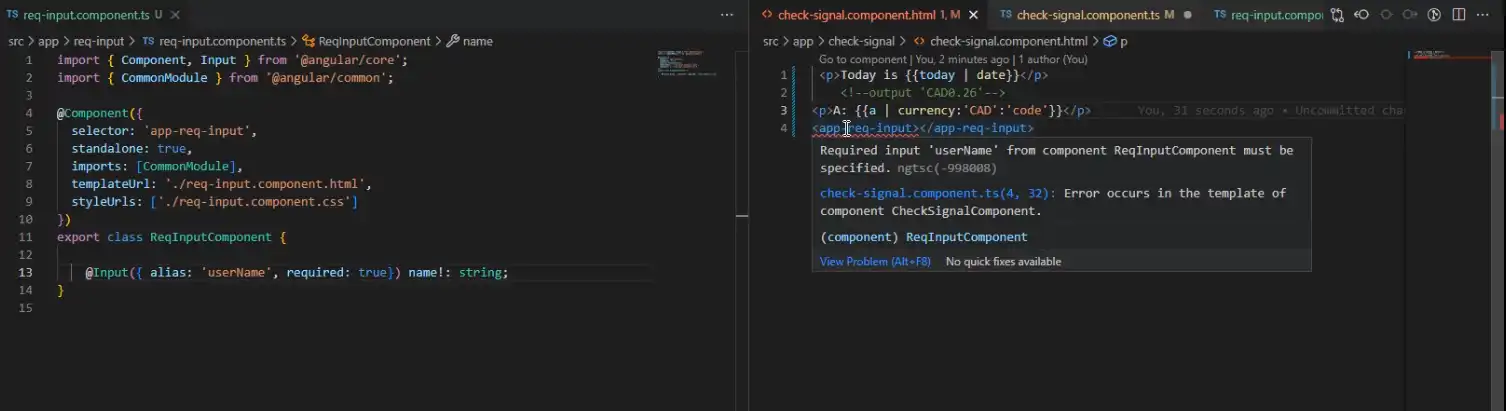 TS req-input.component.ts U ×
src > app > req-input > TS req-input.component.ts > ReqInputComponent > name
1 import { Component, Input } from '@angular/core';
2 import { CommonModule } from '@angular/common';
3
4 @Component({
5 selector: 'app-req-input',
6 standalone: true,
7 imports: [CommonModule],
8 templateUrl: './req-input.component.html',
9 styleUrls: ['./req-input.component.css']
10 })
11 export class ReqInputComponent {
12
13 @Input({ alias: 'userName', required: true}) name!: string;
14 }
15
<> check-signal.component.html 1, M × TS check-signal.component.ts M ● TS req-input.compo
src > app > check-signal > <> check-signal.component.html > p
Go to component | You, 2 minutes ago | 1 author (You)
1 <p>Today is {{today | date}}</p>
2 <!--output 'CAD0.26'-->
3 <p>A: {{a | currency:'CAD':'code'}}</p> You, 31 seconds ago • Uncommitted cha
4 <app-req-input></app-req-input>
Required input 'userName' from component ReqInputComponent must be
specified. ngtsc(-998008)
check-signal.component.ts(4, 32): Error occurs in the template of
component CheckSignalComponent.
(component) ReqInputComponent
View Problem (Alt+F8) No quick fixes available